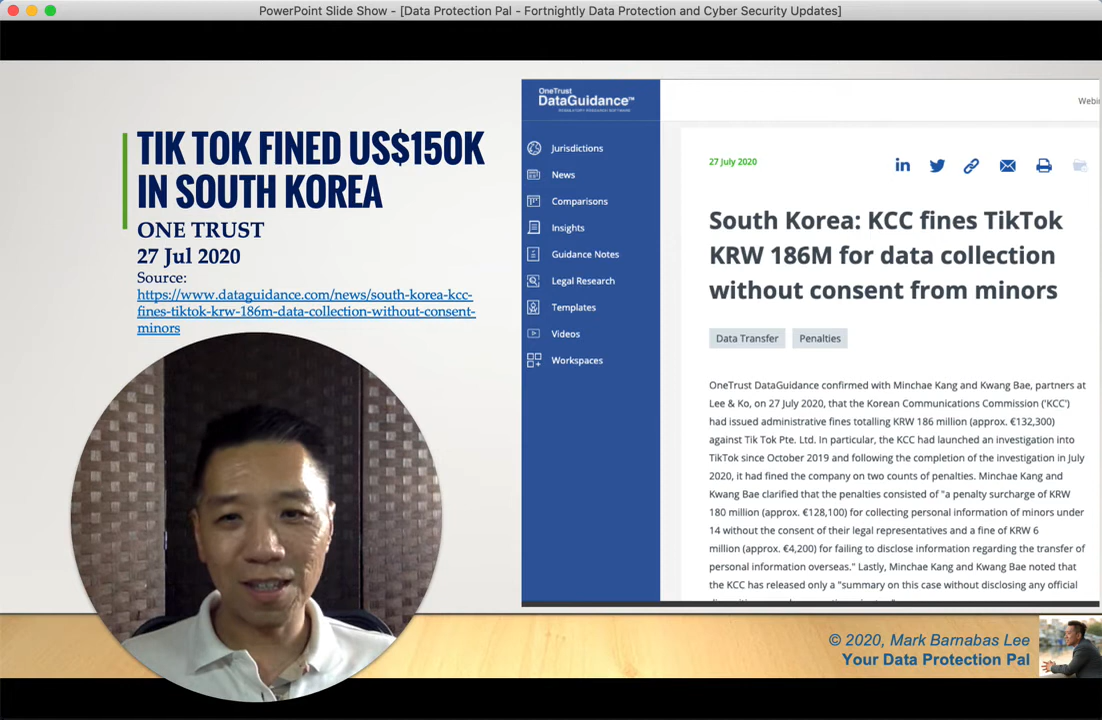 PowerPoint Slide Show - [Data Protection Pal - Fortnightly Data Protection and Cyber Security Updates]
TIK TOK FINED US$150K
IN SOUTH KOREA
ONE TRUST
27 Jul 2020
Source:
https://www.dataguidance.com/news/south-korea-kcc-
fines-tiktok-krw-186m-data-collection-without-consent-
minors
OneTrust
DataGuidance™
REGULATORY RESEARCH SOFTWARE
Jurisdictions
News
Comparisons
Insights
Guidance Notes
Legal Research
Templates
Videos
Workspaces
27 July 2020
in
South Korea: KCC fines TikTok
KRW 186M for data collection
without consent from minors
Data Transfer
Penalties
OneTrust DataGuidance confirmed with Minchae Kang and Kwang Bae, partners at
Lee & Ko, on 27 July 2020, that the Korean Communications Commission ('KCC')
had issued administrative fines totalling KRW 186 million (approx. €132,300)
against Tik Tok Pte. Ltd. In particular, the KCC had launched an investigation into
TikTok since October 2019 and following the completion of the investigation in July
2020, it had fined the company on two counts of penalties. Minchae Kang and
Kwang Bae clarified that the penalties consisted of "a penalty surcharge of KRW
180 million (approx. €128,100) for collecting personal information of minors under
14 without the consent of their legal representatives and a fine of KRW 6
million (approx. €4,200) for failing to disclose information regarding the transfer of
personal information overseas." Lastly, Minchae Kang and Kwang Bae noted that
the KCC has released only a "summary on this case without disclosing any official
© 2020, Mark Barnabas Lee
Your Data Protection Pal